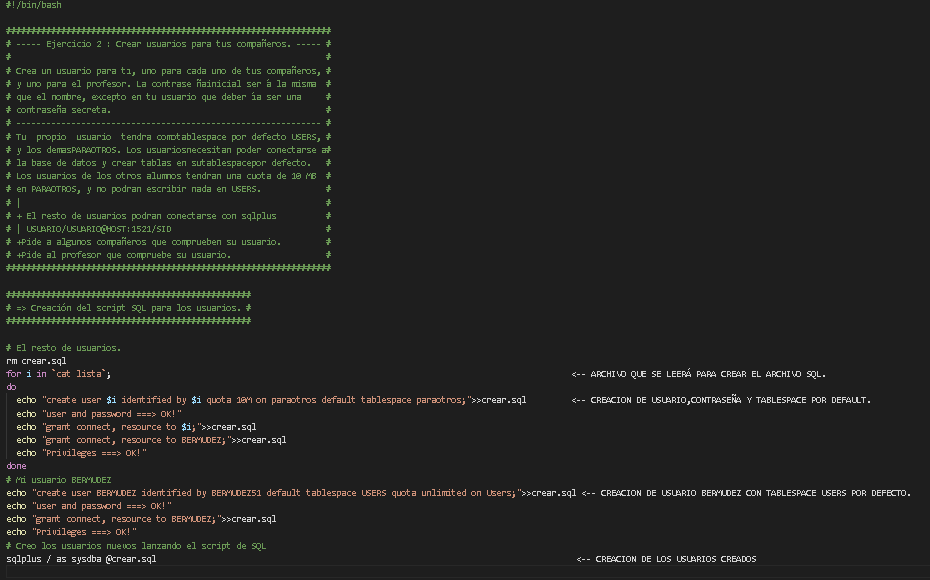 #!/bin/bash
#################################################################
# ----- Ejercicio 2 : Crear usuarios para tus compañeros. ----- #
# #
# Crea un usuario para ti, uno para cada uno de tus compañeros, #
# y uno para el profesor. La contrase ñainicial ser à la misma #
# que el nombre, excepto en tu usuario que deber ía ser una #
# contraseña secreta. #
# ------------------------------------------------------------- #
# Tu propio usuario tendra comotablespace por defecto USERS, #
# y los demasPARAOTROS. Los usuariosnecesitan poder conectarse a#
# la base de datos y crear tablas en sutablespacepor defecto. #
# Los usuarios de los otros alumnos tendran una cuota de 10 MB #
# en PARAOTROS, y no podran escribir nada en USERS. #
# | #
# + El resto de usuarios podran conectarse con sqlplus #
# | USUARIO/USUARIO@HOST:1521/SID #
# +Pide a algunos compañeros que comprueben su usuario. #
# +Pide al profesor que compruebe su usuario. #
#################################################################
#################################################
# => Creación del script SQL para los usuarios. #
#################################################
# El resto de usuarios.
rm crear.sql
for i in `cat lista`; <-- ARCHIVO QUE SE LEERÁ PARA CREAR EL ARCHIVO SQL.
do
echo "create user $i identified by $i quota 10M on paraotros default tablespace paraotros;">>crear.sql <-- CREACION DE USUARIO,CONTRASEÑA Y TABLESPACE POR DEFAULT.
echo "user and password ===> OK!"
echo "grant connect, resource to $i;">>crear.sql
echo "grant connect, resource to BERMUDEZ;">>crear.sql
echo "Privileges ===> OK!"
done
# Mi usuario BERMUDEZ
echo "create user BERMUDEZ identified by BERMUDEZ51 default tablespace USERS quota unlimited on Users;">>crear.sql <-- CREACION DE USUARIO BERMUDEZ CON TABLESPACE USERS POR DEFECTO.
echo "user and password ===> OK!"
echo "grant connect, resource to BERMUDEZ;">>crear.sql
echo "Privileges ===> OK!"
# Creo los usuarios nuevos lanzando el script de SQL
sqlplus / as sysdba @crear.sql <-- CREACION DE LOS USUARIOS CREADOS